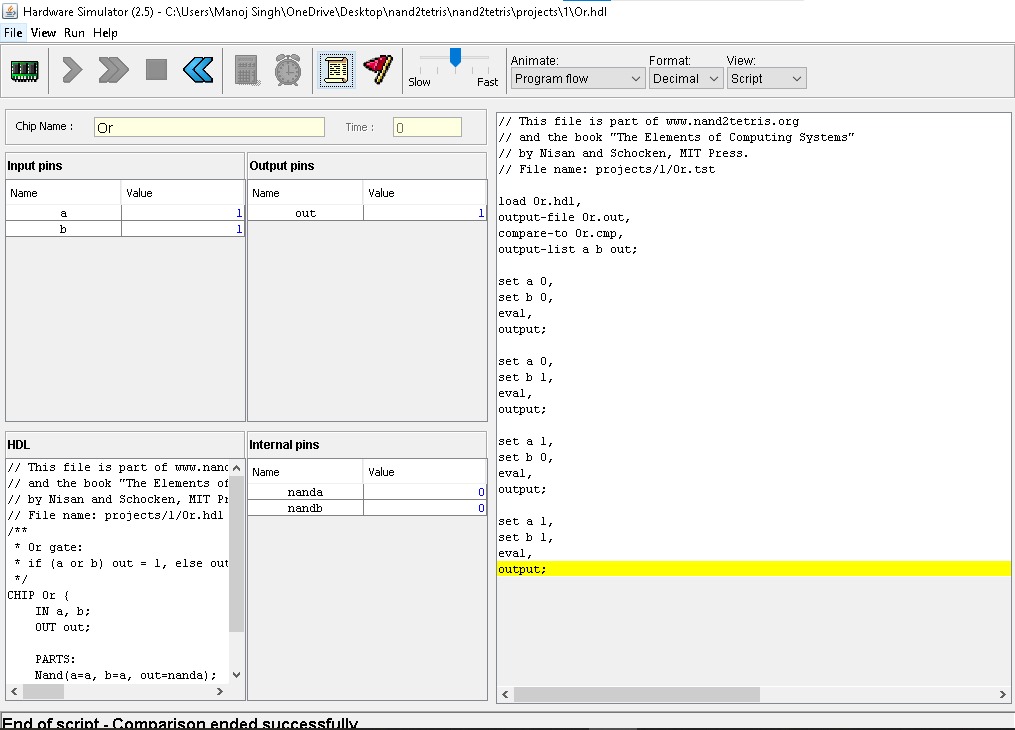 Hardware Simulator (2.5) - C:\Users\Manoj Singh\OneDrive\Desktop\nand2tetris\nand2tetris\projects\1\Or.hdl
File View Run Help
Slow Fast
Animate: Format: View:
Program flow Decimal Script
Chip Name : Or Time : 0
Input pins
Name Value
a 1
b 1
Output pins
Name Value
out 1
HDL
// This file is part of www.nand
// and the book "The Elements of
// by Nisan and Schocken, MIT Pr
// File name: projects/1/Or.hdl
/**
* Or gate:
* if (a or b) out = 1, else out
*/
CHIP Or {
IN a, b;
OUT out;
PARTS:
Nand(a=a, b=a, out=nanda);
Internal pins
Name Value
nanda 0
nandb 0
// This file is part of www.nand2tetris.org
// and the book "The Elements of Computing Systems"
// by Nisan and Schocken, MIT Press.
// File name: projects/1/Or.tst
load Or.hdl,
output-file Or.out,
compare-to Or.cmp,
output-list a b out;
set a 0,
set b 0,
eval,
output;
set a 0,
set b 1,
eval,
output;
set a 1,
set b 0,
eval,
output;
set a 1,
set b 1,
eval,
output;
End of script - Comparison ended successfully